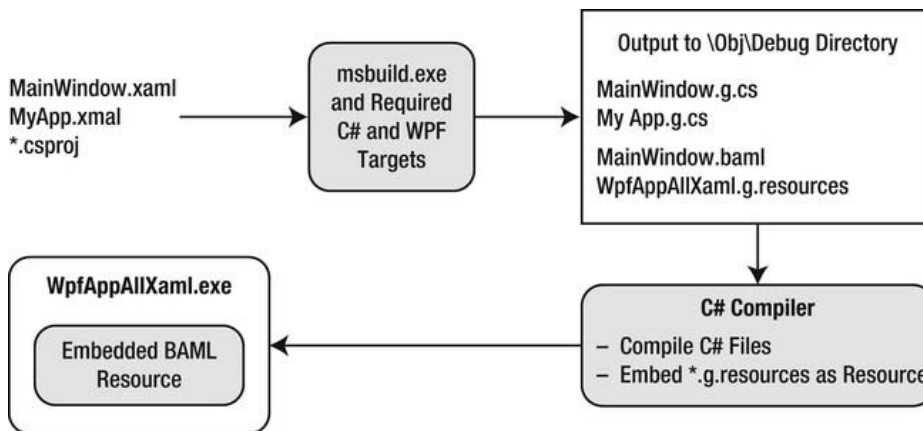 MainWindow.xaml
MyApp.xmal
*.csproj
msbuild.exe
and Required
C# and WPF
Targets
Output to \Obj\Debug Directory
MainWindow.g.cs
My App.g.cs
MainWindow.baml
WpfAppAllXaml.g.resources
C# Compiler
– Compile C# Files
– Embed *.g.resources as Resource
WpfAppAllXaml.exe
Embedded BAML
Resource